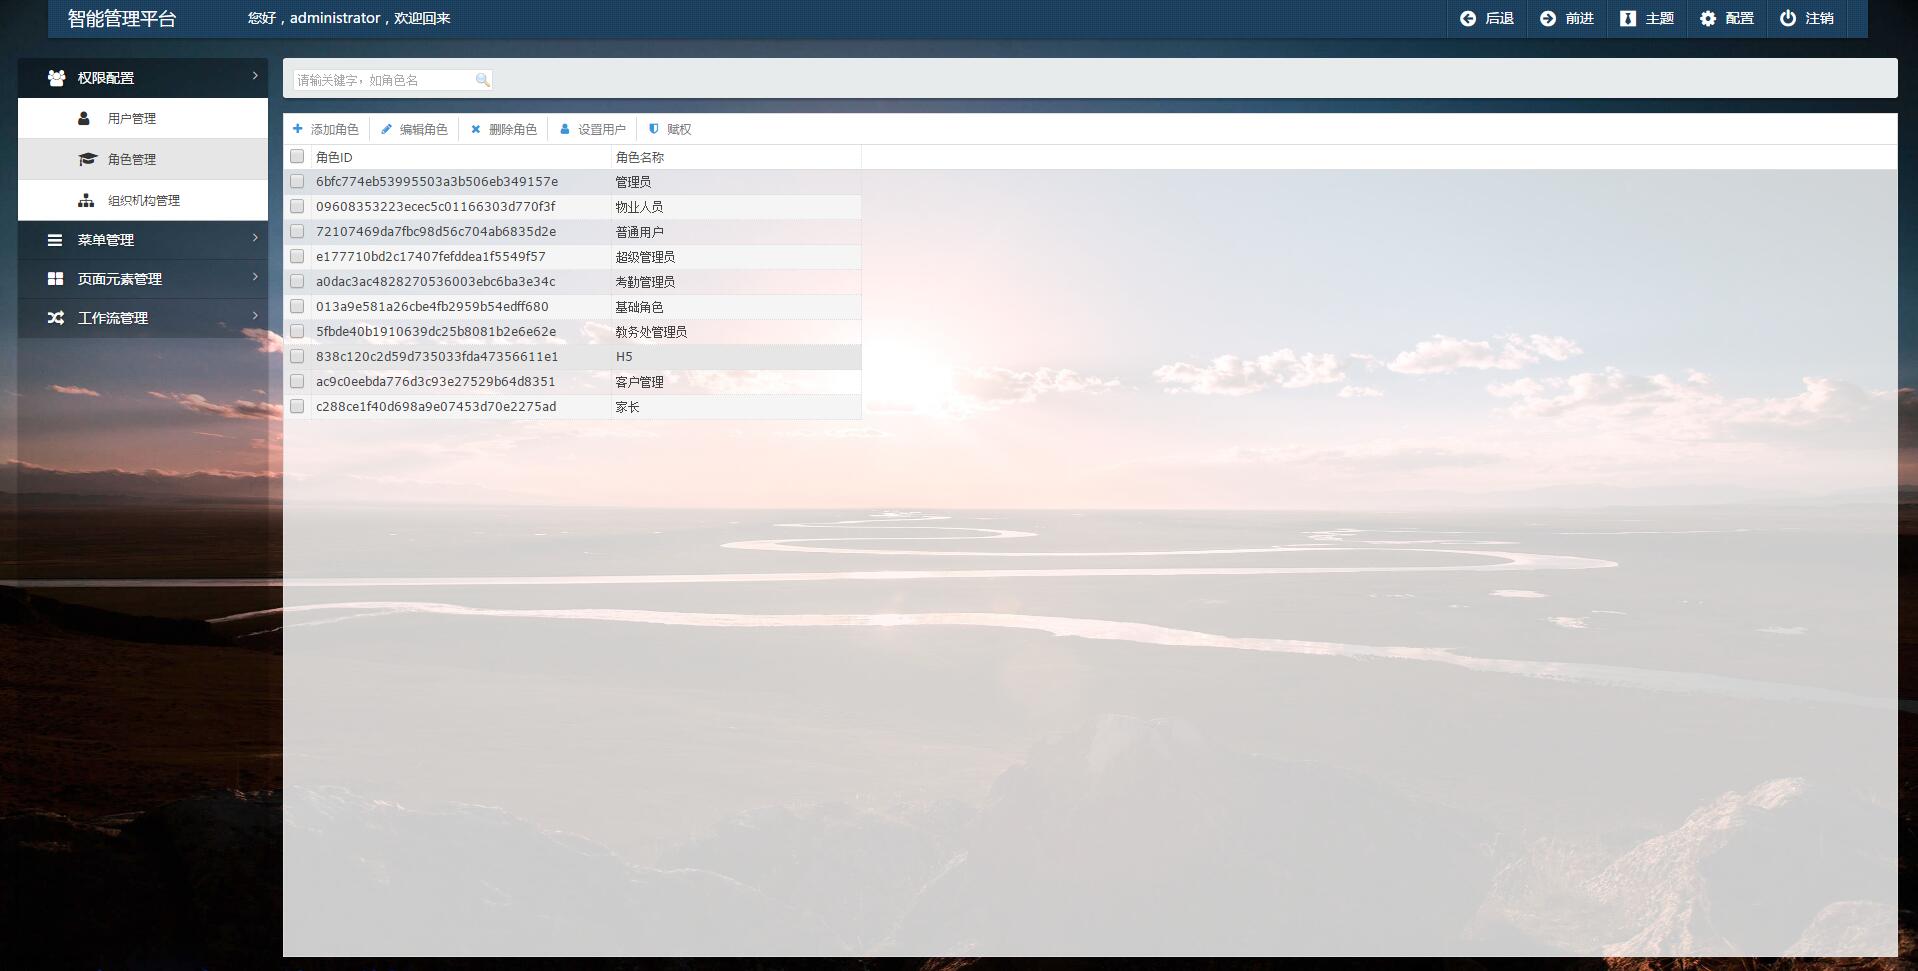 智能管理平台 您好，administrator，欢迎回来 后退 前进 主题 配置 注销
权限配置
用户管理
角色管理
组织机构管理
菜单管理
页面元素管理
工作流管理
请输关键字，如角色名
添加角色 编辑角色 删除角色 设置用户 赋权
角色ID 角色名称
6bfc774eb53995503a3b506eb349157e 管理员
09608353223ecec5c01166303d770f3f 物业人员
72107469da7fbc98d56c704ab6835d2e 普通用户
e177710bd2c17407fefddea1f5549f57 超级管理员
a0dac3ac4828270536003ebc6ba3e34c 考勤管理员
013a9e581a26cbe4fb2959b54edff680 基础角色
5fbde40b1910639dc25b8081b2e6e62e 教务处管理员
838c120c2d59d735033fda47356611e1 H5
ac9c0eebda776d3c93e27529b64d8351 客户管理
c288ce1f40d698a9e07453d70e2275ad 家长